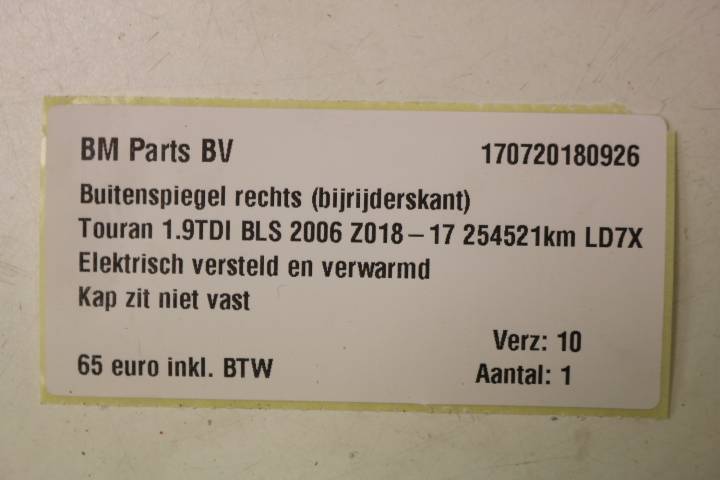 BM Parts BV 170720180926
Buitenspiegel rechts (bijrijderskant)
Touran 1.9TDI BLS 2006 Z018-17 254521km LD7X
Elektrisch versteld en verwarmd
Kap zit niet vast
Verz: 10
65 euro inkl. BTW Aantal: 1